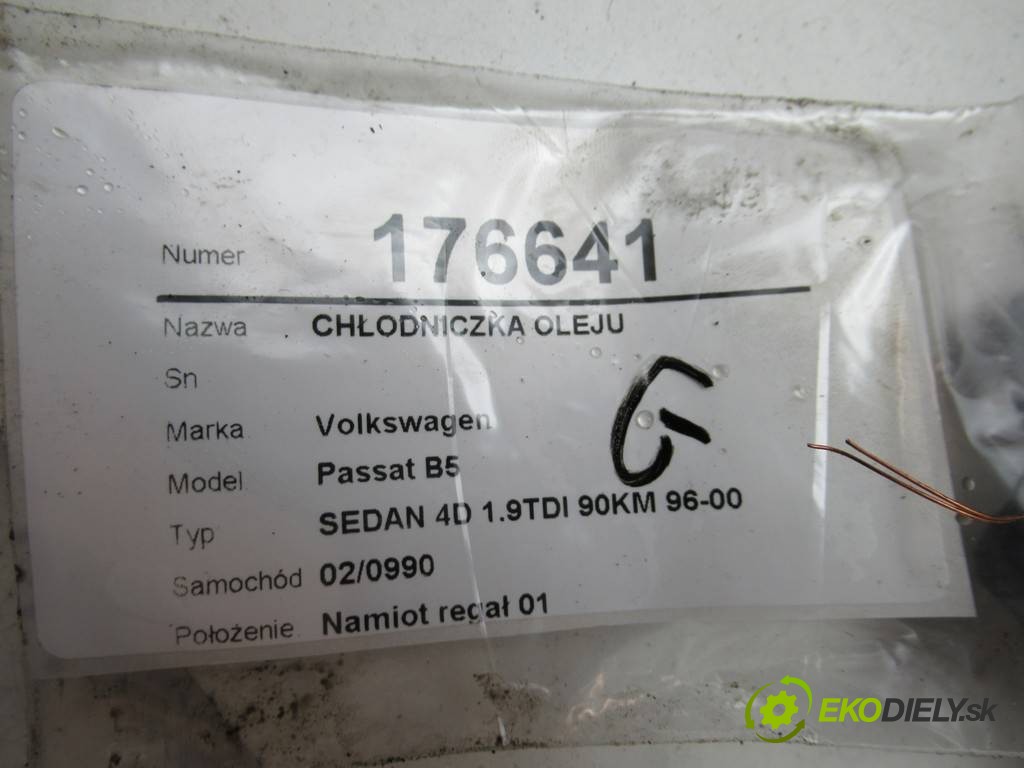 Numer 176641
Nazwa CHŁODNICZKA OLEJU
Sn
Marka Volkswagen
Model Passat B5
Typ SEDAN 4D 1.9TDI 90KM 96-00
Samochód 02/0990
Położenie Namiot regał 01
G
EKODIELY.sk